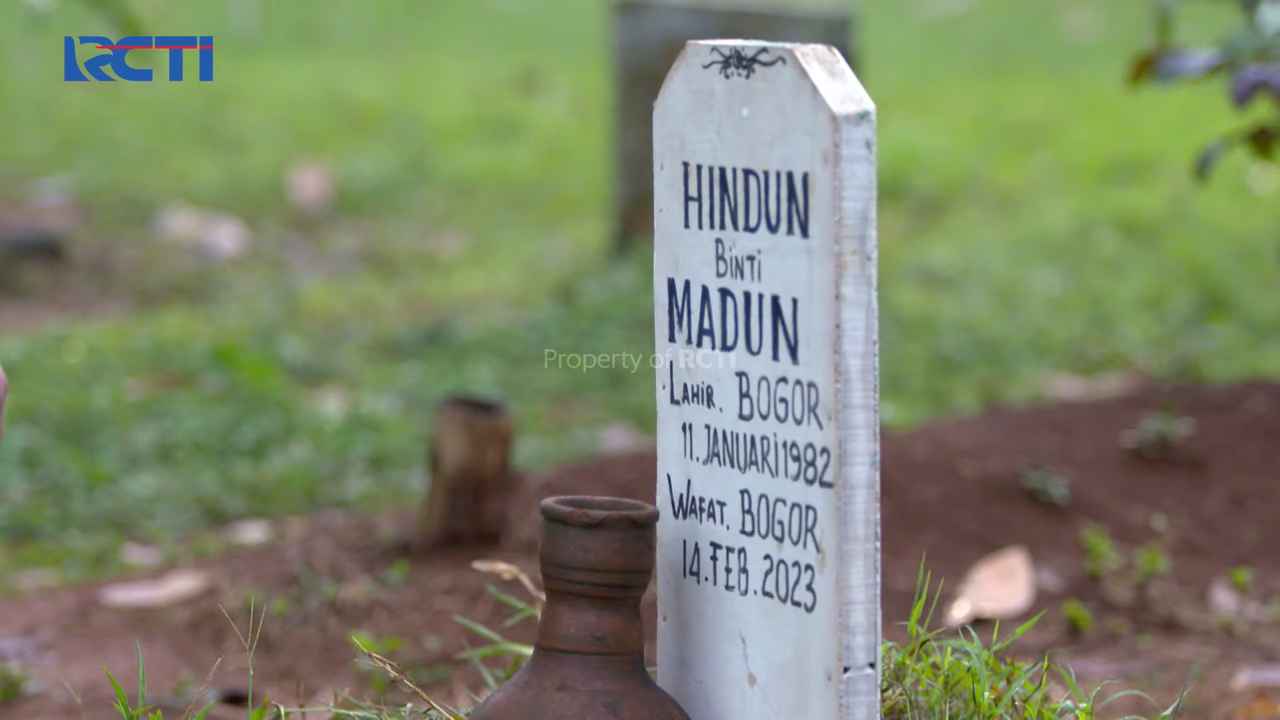 RCTI
HINDUN
BiNTi
MADUN
Property of RCTI
LAHIR. BOGOR
11. JANUARi 1982
WAFAT. BOGOR
14. FEB. 2023